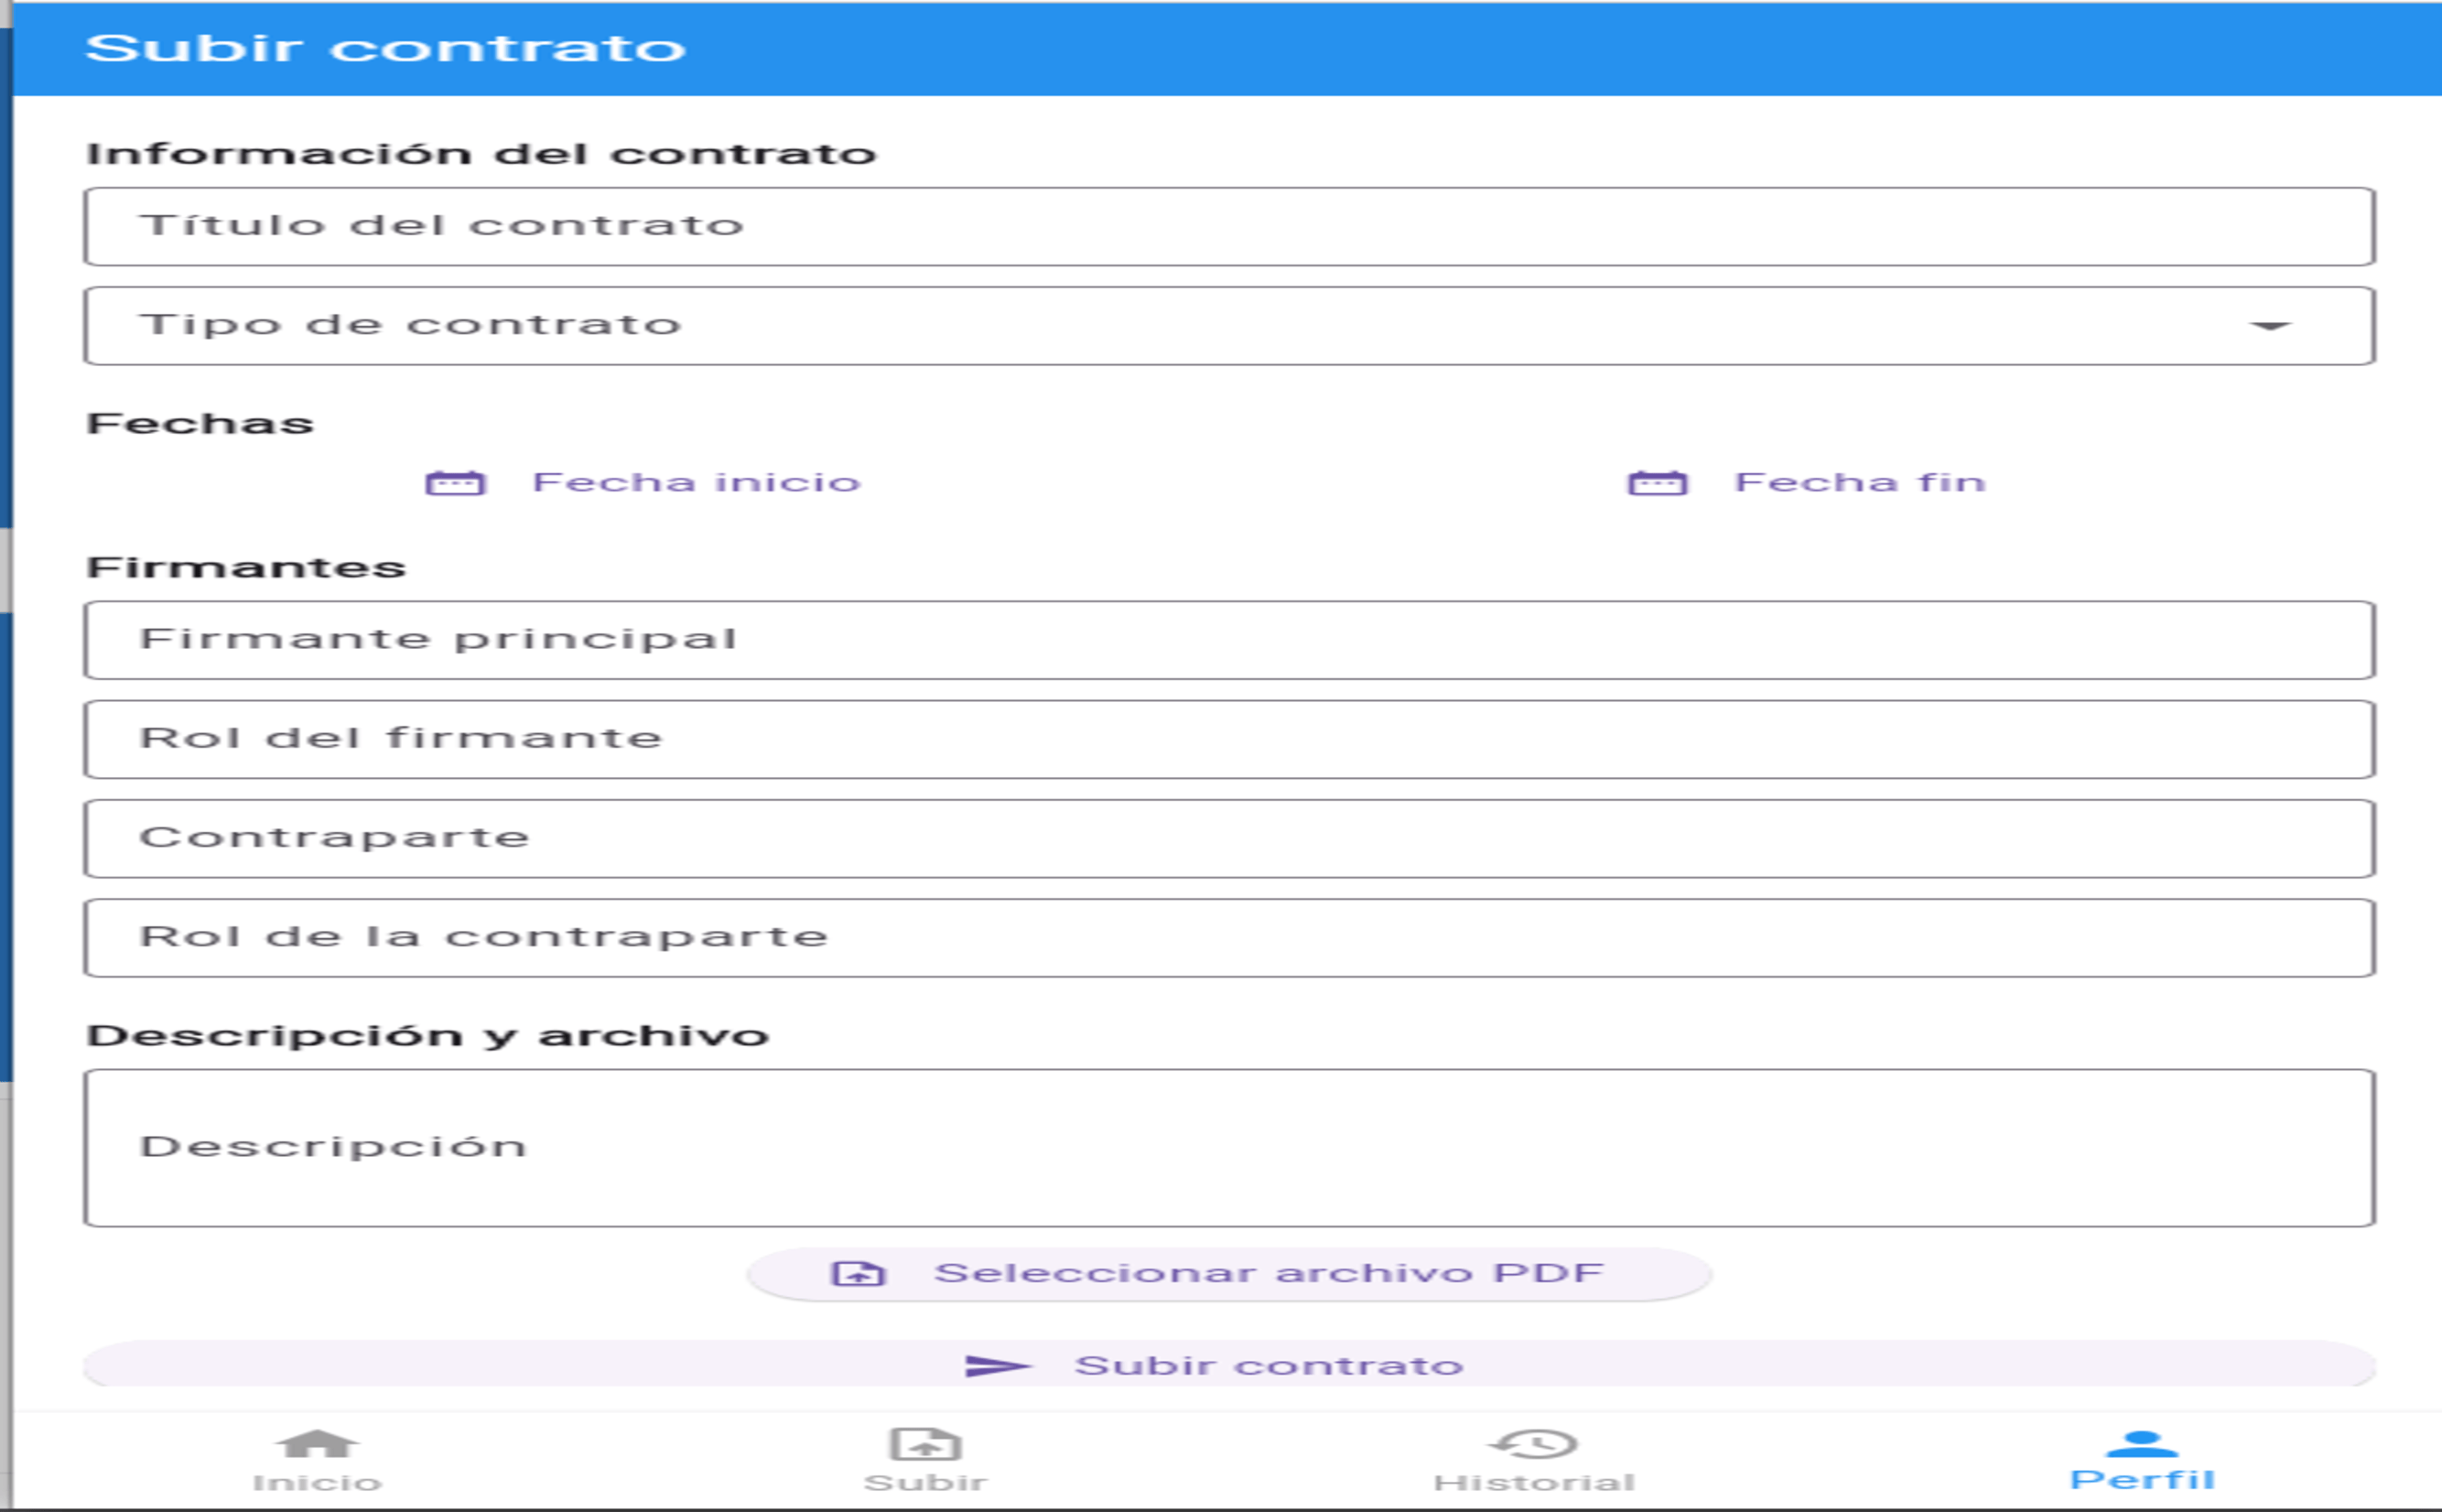 Subir contrato
Información del contrato
Título del contrato
Tipo de contrato
Fechas
Fecha inicio
Fecha fin
Firmantes
Firmante principal
Rol del firmante
Contraparte
Rol de la contraparte
Descripción y archivo
Descripción
Seleccionar archivo PDF
Subir contrato
Inicio
Subir
Historial
Perfil